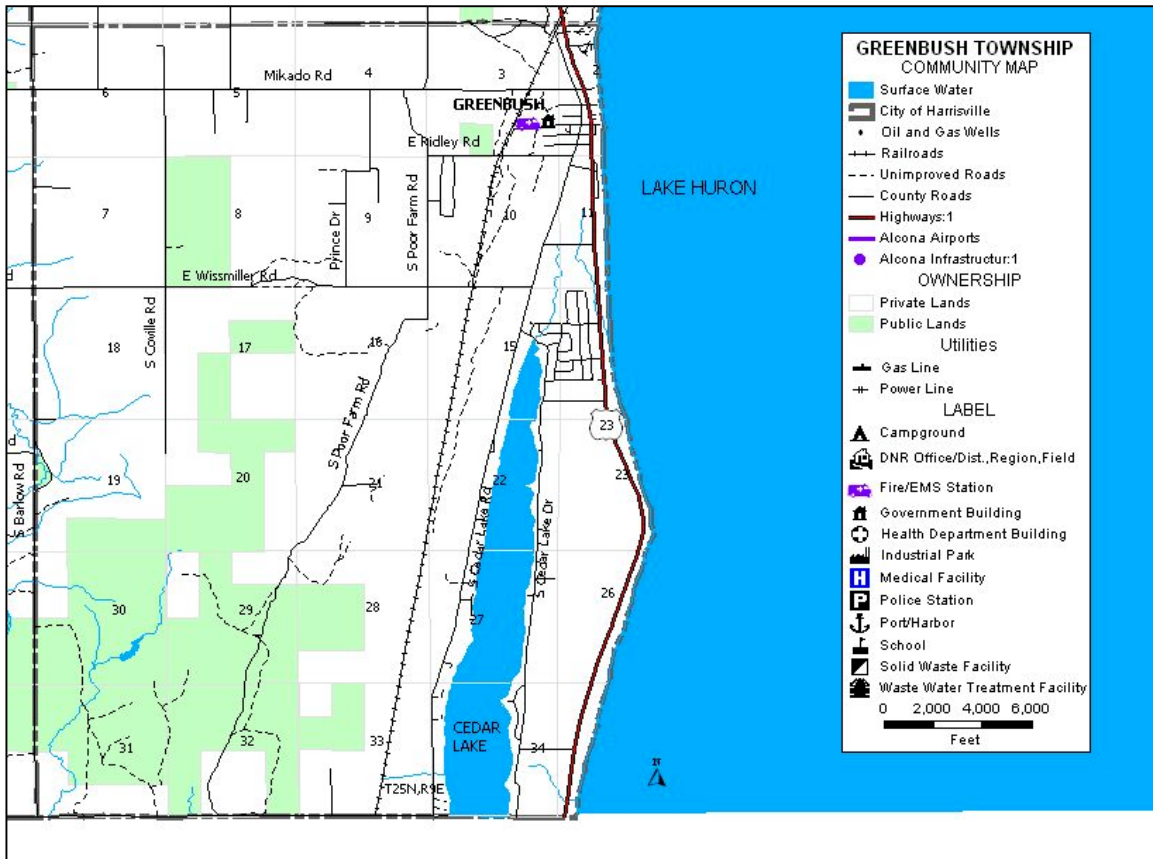 Mikado Rd
4
3
2
6
5
GREENBUSH
E Ridley Rd
7
8
Prince Dr
9
S Poor Farm Rd
10
11
E Wissmiller Rd
S Coville Rd
18
17
16
15
S Poor Farm Rd
23
S Barlow Rd
d
d
19
20
21
S Cedar Lake Rd
22
S Cedar Lake Dr
23
30
29
28
27
26
31
32
33
CEDAR
LAKE
34
T25N,R9E
N
LAKE HURON
GREENBUSH TOWNSHIP
COMMUNITY MAP
Surface Water
City of Harrisville
Oil and Gas Wells
Railroads
Unimproved Roads
County Roads
Highways:1
Alcona Airports
Alcona Infrastructur:1
OWNERSHIP
Private Lands
Public Lands
Utilities
Gas Line
Power Line
LABEL
Campground
DNR Office/Dist.,Region,Field
Fire/EMS Station
Government Building
Health Department Building
Industrial Park
H Medical Facility
P Police Station
Port/Harbor
School
Solid Waste Facility
Waste Water Treatment Facility
0 2,000 4,000 6,000
Feet